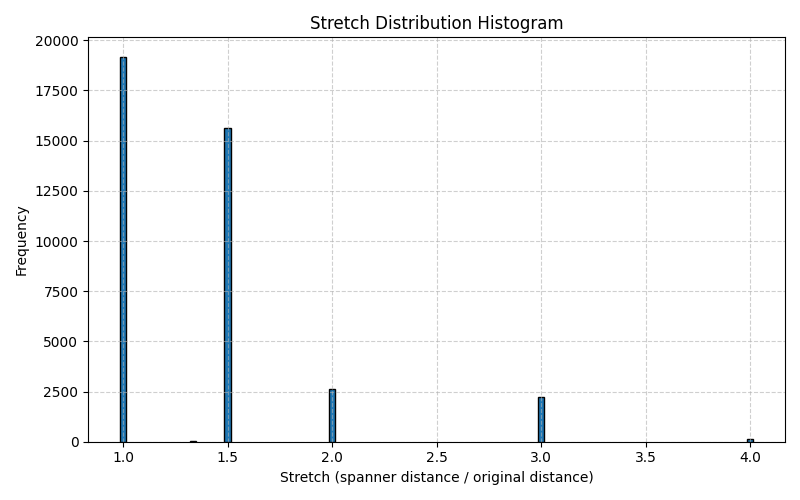 Stretch Distribution Histogram
Frequency
20000
17500
15000
12500
10000
7500
5000
2500
0
1.0 1.5 2.0 2.5 3.0 3.5 4.0
Stretch (spanner distance / original distance)